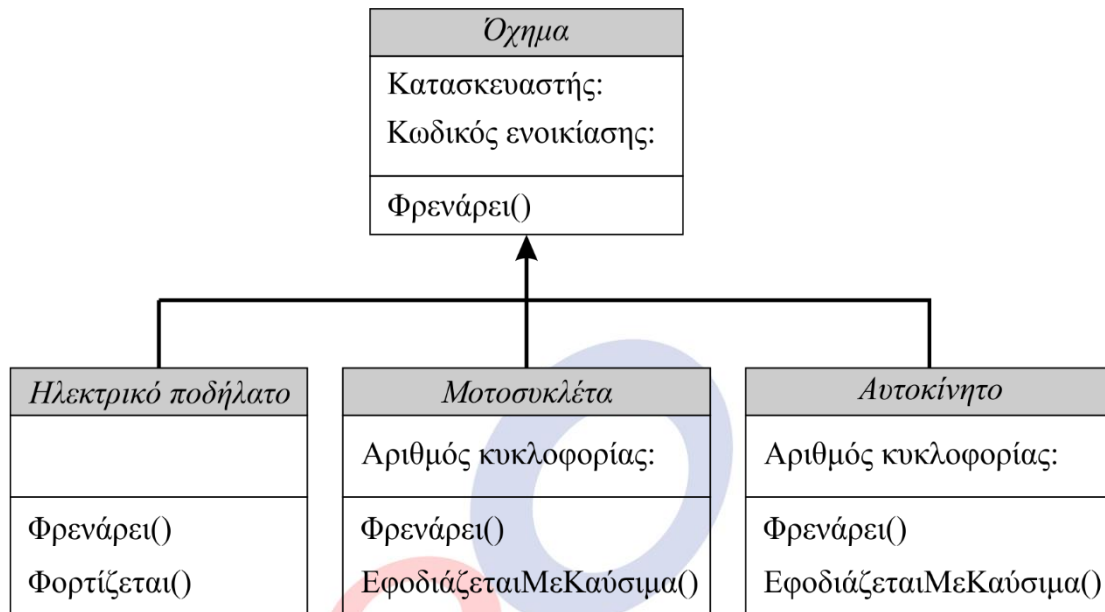 Όχημα
Κατασκευαστής:
Κωδικός ενοικίασης:
Φρενάρει()
Ηλεκτρικό ποδήλατο
Φρενάρει()
Φορτίζεται()
Μοτοσυκλέτα
Αριθμός κυκλοφορίας:
Φρενάρει()
ΕφοδιάζεταιΜεΚαύσιμα()
Αυτοκίνητο
Αριθμός κυκλοφορίας:
Φρενάρει()
ΕφοδιάζεταιΜεΚαύσιμα()